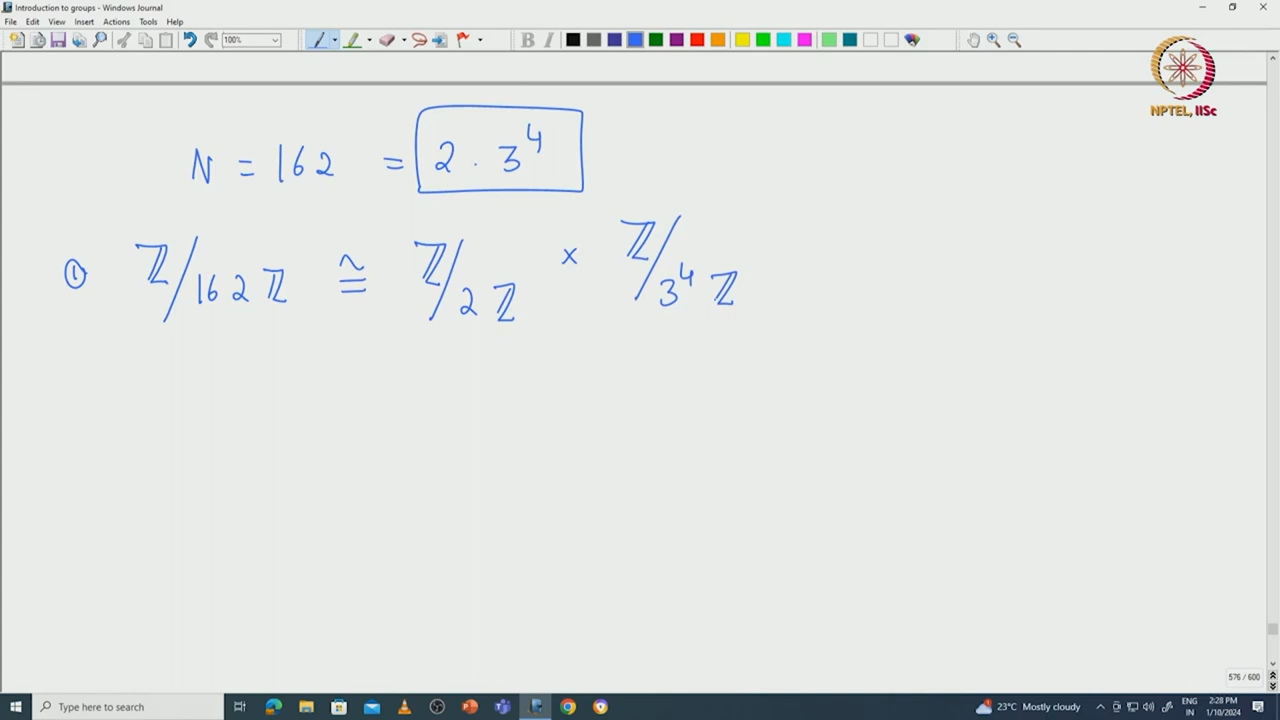 Introduction to groups - Windows Journal
File Edit View Insert Actions Tools Help
100%
B I
NPTEL, IISc
N = 162 = 2 · 3⁴
① ℤ/162ℤ ≅ ℤ/2ℤ × ℤ/3⁴ℤ
576 / 600
Type here to search
23°C Mostly cloudy
ENG
IN
2:28 PM
1/10/2024